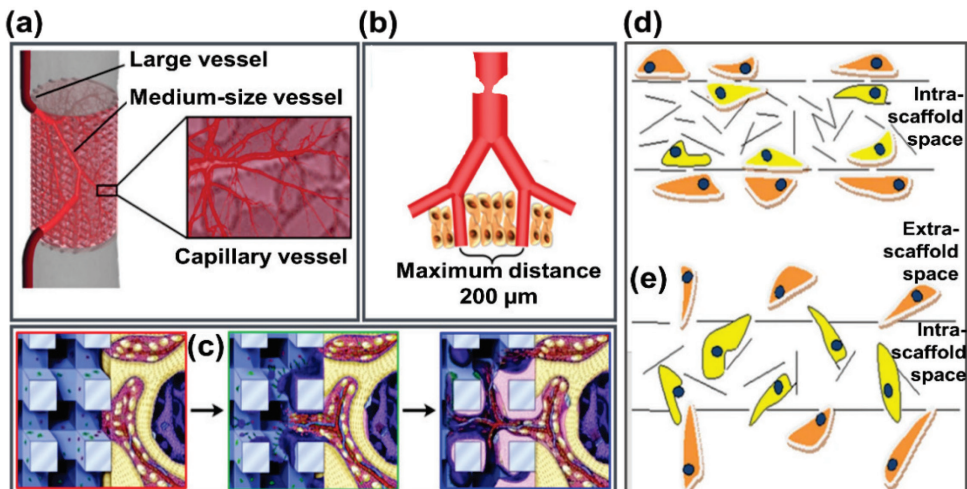 (a)
Large vessel
Medium-size vessel
Capillary vessel
(b)
Maximum distance
200 µm
(c)
(d)
Intra-
scaffold
space
Extra-
scaffold
space
(e)
Intra-
scaffold
space